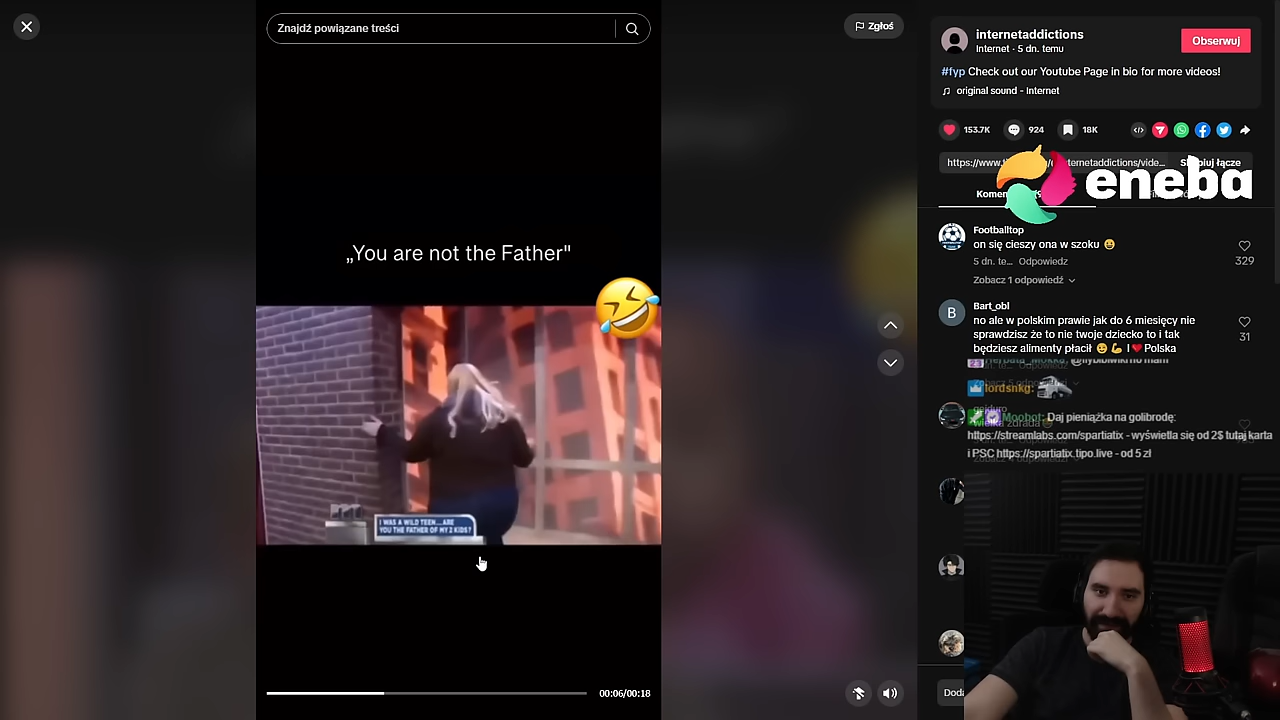 Znajdź powiązane treści
Zgłoś
„You are not the Father"
I WAS A WILD TEEN...ARE
YOU THE FATHER OF MY 2 KIDS?
00:06/00:18
internetaddictions
Internet · 5 dn. temu
Obserwuj
#fyp Check out our Youtube Page in bio for more videos!
original sound - Internet
153.7K
924
18K
https://www.
eneba
Footballtop
on się cieszy ona w szoku
5 dn. te... Odpowiedz
329
Zobacz 1 odpowiedź
B
Bart_obl
no ale w polskim prawie jak do 6 miesięcy nie
sprawdzisz że to nie twoje dziecko to i tak
będziesz alimenty płacił I Polska
31
lordsnkg:
Moobot: Daj pieniążka na golibrodę:
https://streamlabs.com/spartiatix - wyświetla się od 2$ tutaj karta
i PSC https://spartiatix.tipo.live - od 5 zł